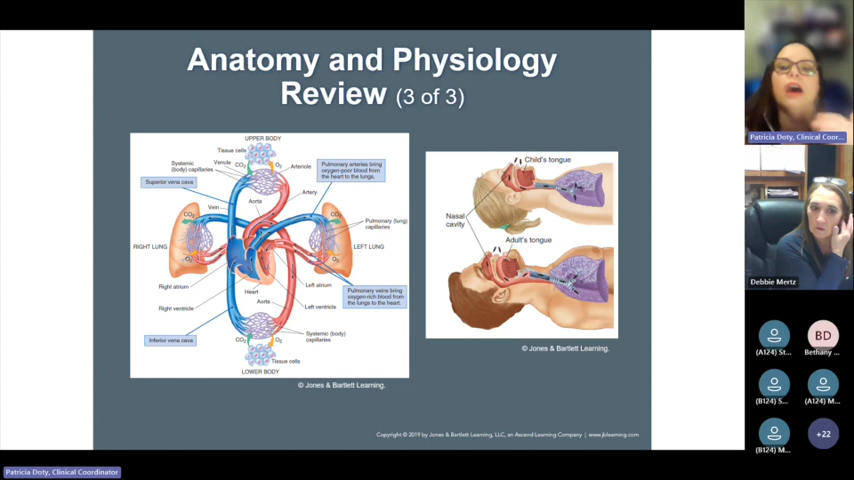 Anatomy and Physiology
Review (3 of 3)
UPPER BODY
Tissue cells
Venule
CO2
O2
Arteriole
Systemic
(body) capillaries
Pulmonary arteries bring
oxygen-poor blood from
the heart to the lungs.
Superior vena cava
Artery
Vein
Aorta
CO2
CO2
Pulmonary (lung)
capillaries
RIGHT LUNG
LEFT LUNG
O2
O2
Right atrium
Heart
Left atrium
Pulmonary veins bring
oxygen-rich blood from
the lungs to the heart.
Right ventricle
Aorta
Left ventricle
Inferior vena cava
Systemic (body)
capillaries
CO2
O2
Tissue cells
LOWER BODY
© Jones & Bartlett Learning.
Child's tongue
Nasal
cavity
Adult's tongue
© Jones & Bartlett Learning.
Copyright © 2019 by Jones & Bartlett Learning, LLC, an Ascend Learning Company | www.jblearning.com
Patricia Doty, Clinical Coor...
Debbie Mertz
BD
(A124) St...
Bethany ...
(B124) S...
(A124) M...
(B124) M...
+22
Patricia Doty, Clinical Coordinator